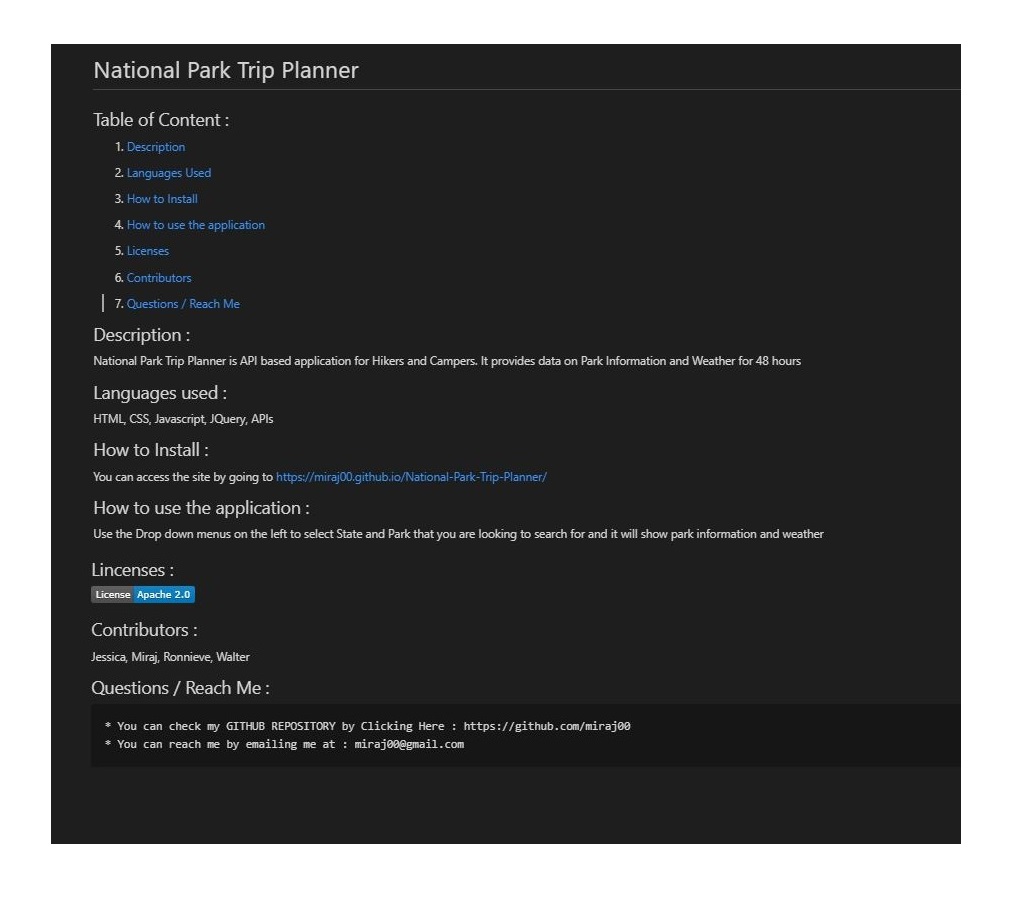 National Park Trip Planner
Table of Content :
1. Description
2. Languages Used
3. How to Install
4. How to use the application
5. Licenses
6. Contributors
7. Questions / Reach Me
Description :
National Park Trip Planner is API based application for Hikers and Campers. It provides data on Park Information and Weather for 48 hours
Languages used :
HTML, CSS, Javascript, JQuery, APIs
How to Install :
You can access the site by going to https://miraj00.github.io/National-Park-Trip-Planner/
How to use the application :
Use the Drop down menus on the left to select State and Park that you are looking to search for and it will show park information and weather
Lincenses :
License Apache 2.0
Contributors :
Jessica, Miraj, Ronnieve, Walter
Questions / Reach Me :
* You can check my GITHUB REPOSITORY by Clicking Here : https://github.com/miraj00
* You can reach me by emailing me at : miraj00@gmail.com